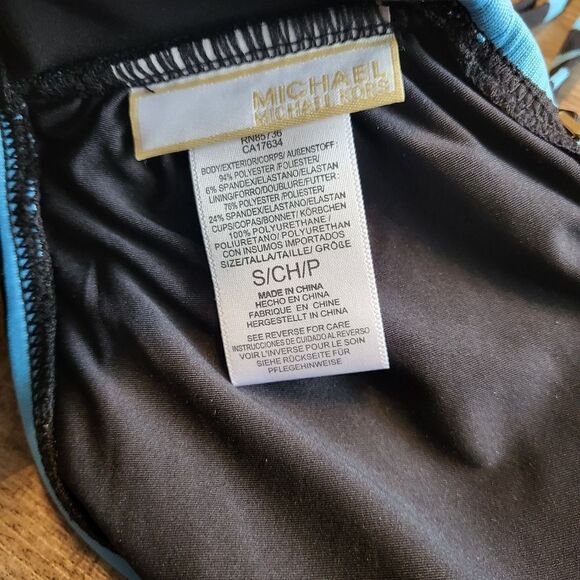 MICHAEL
MICHAEL KORS
RN85736
CA17634
BODY/EXTERIOR/CORPS/ AUßENSTOFF:
94% POLYESTER /POLIESTER/
6% SPANDEX/ELASTANO/ELASTAN
LINING/FORRO/DOUBLURE/FUTTER:
76% POLYESTER /POLIESTER/
24% SPANDEX/ELASTANO/ELASTAN
CUPS/COPAS/BONNET/ KÖRBCHEN
100% POLYURETHANE /
POLIURETANO/ POLYURETHAN
CON INSUMOS IMPORTADOS
SIZE/TALLA/TAILLE/ GRÖßE
S/CH/P
MADE IN CHINA
HECHO EN CHINA
FABRIQUE EN CHINE
HERGESTELLT IN CHINA
SEE REVERSE FOR CARE
INSTRUCCIONES DE CUIDADO AL REVERSO
VOIR L'INVERSE POUR LE SOIN
SIEHE RÜCKSEITE FÜR
PFLEGEHINWEISE